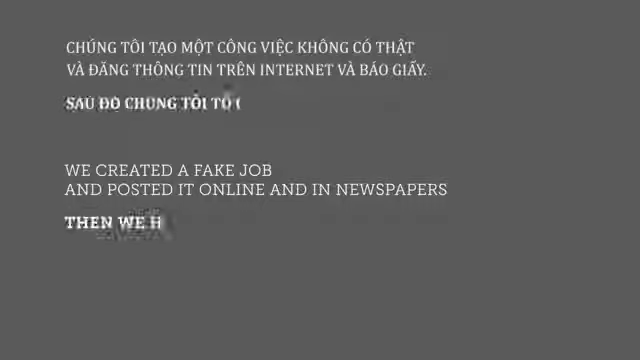 CHÚNG TÔI TẠO MỘT CÔNG VIỆC KHÔNG CÓ THẬT
VÀ ĐĂNG THÔNG TIN TRÊN INTERNET VÀ BÁO GIẤY.
SAU ĐÓ CHÚNG TÔI TỔ
WE CREATED A FAKE JOB
AND POSTED IT ONLINE AND IN NEWSPAPERS
THEN WE H